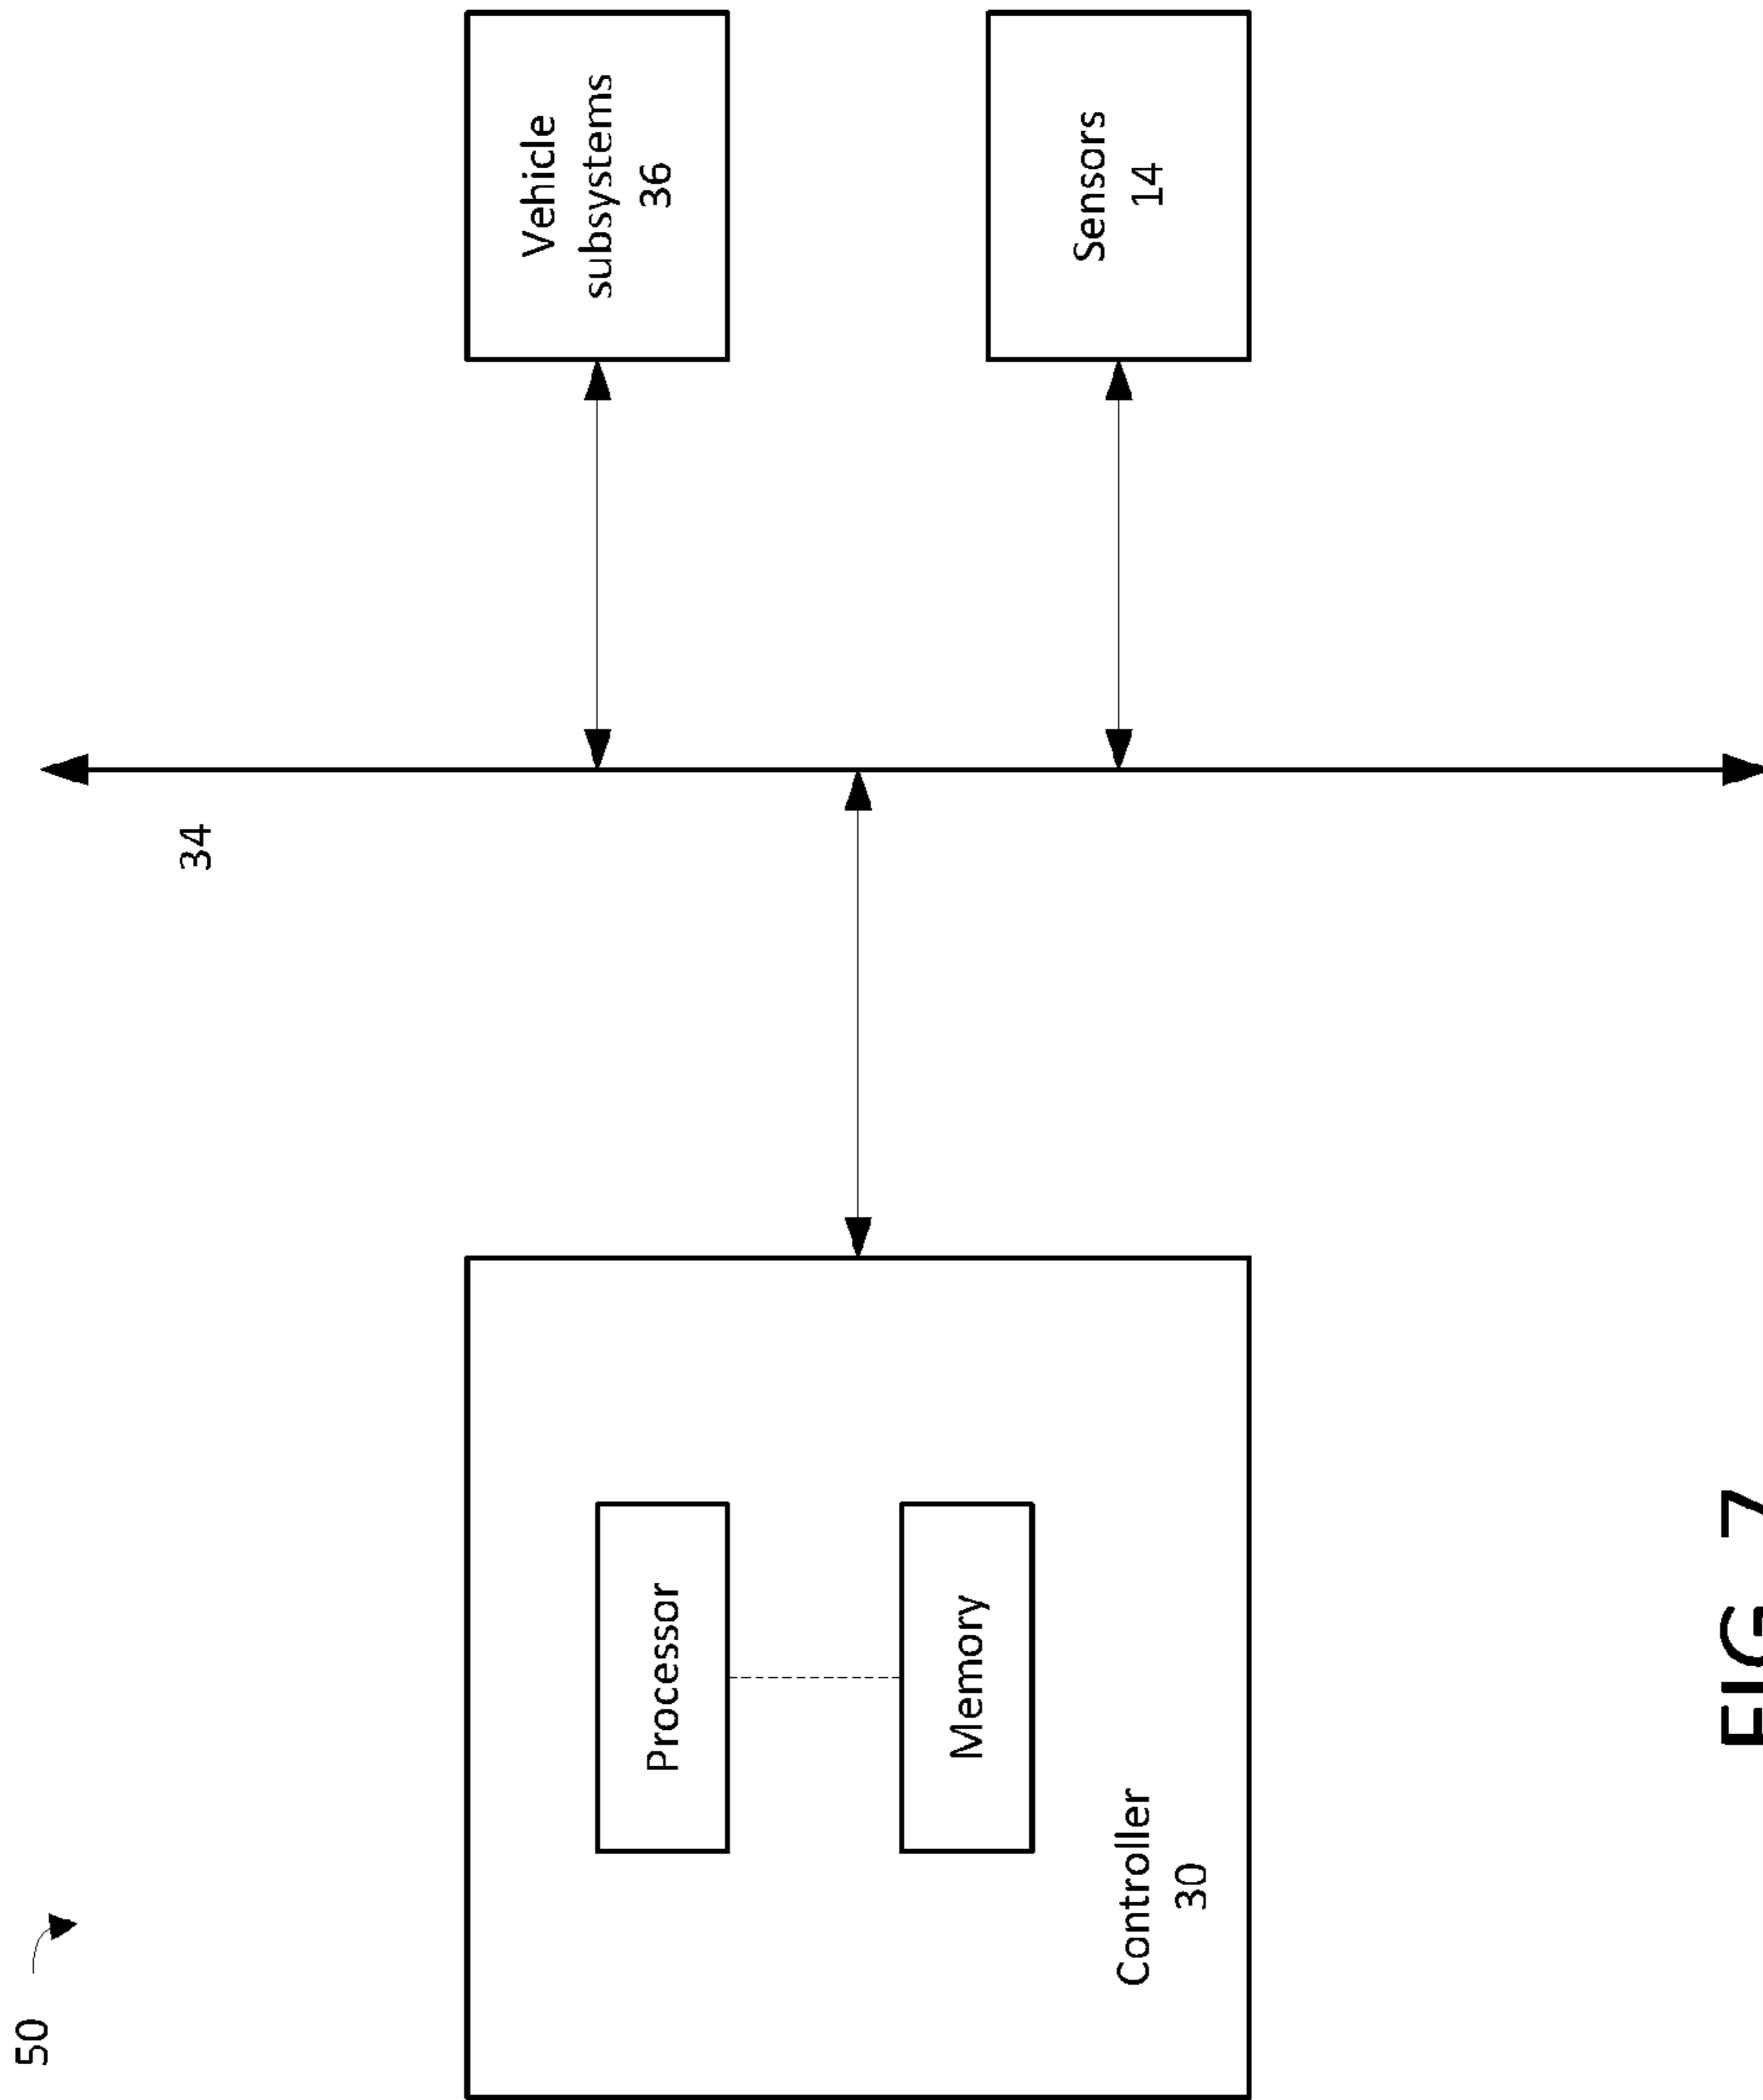 50
34
Processor
Memory
Controller
30
Vehicle
subsystems
36
Sensors
14
FIG. 7